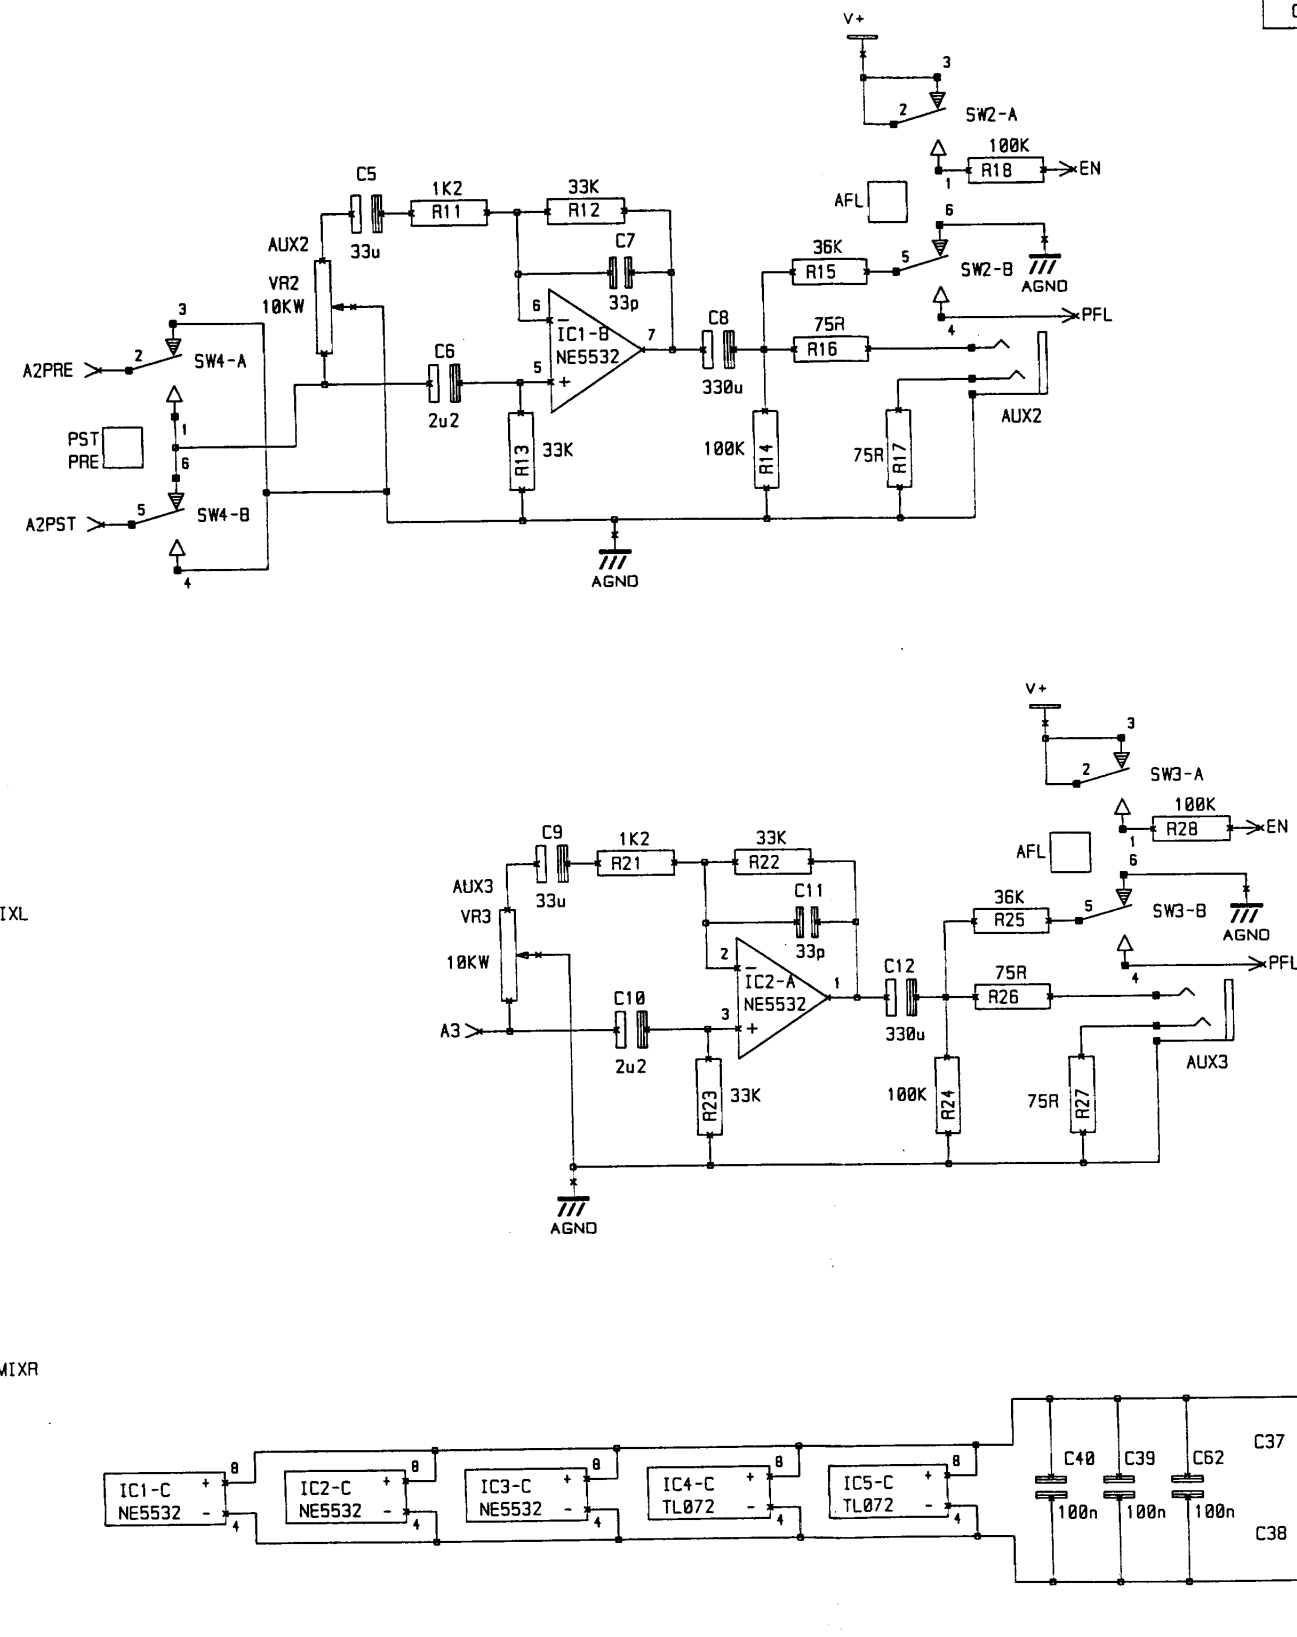 V+
3
2
SW2-A
100K
R18
EN
1
AFL
6
C5
1K2
R11
33K
R12
33u
AUX2
C7
33p
36K
R15
5
SW2-B
AGND
VR2
10KW
6
IC1-B
NE5532
7
5
C8
330u
75R
R16
4
PFL
3
A2PRE
2
SW4-A
C6
2u2
AUX2
1
PST
PRE
6
R13
33K
100K
R14
75R
R17
A2PST
5
SW4-B
4
AGND
V+
3
2
SW3-A
100K
R28
EN
1
AFL
6
C9
1K2
R21
33K
R22
33u
AUX3
C11
33p
36K
R25
5
SW3-B
AGND
IXL
VR3
10KW
2
IC2-A
NE5532
1
3
C12
330u
75R
R26
4
PFL
A3
C10
2u2
AUX3
R23
33K
100K
R24
75R
R27
AGND
MIXR
IC1-C
NE5532
+
-
8
4
IC2-C
NE5532
+
-
8
4
IC3-C
NE5532
+
-
8
4
IC4-C
TL072
+
-
8
4
IC5-C
TL072
+
-
8
4
C40
100n
C39
100n
C62
100n
C37
C38